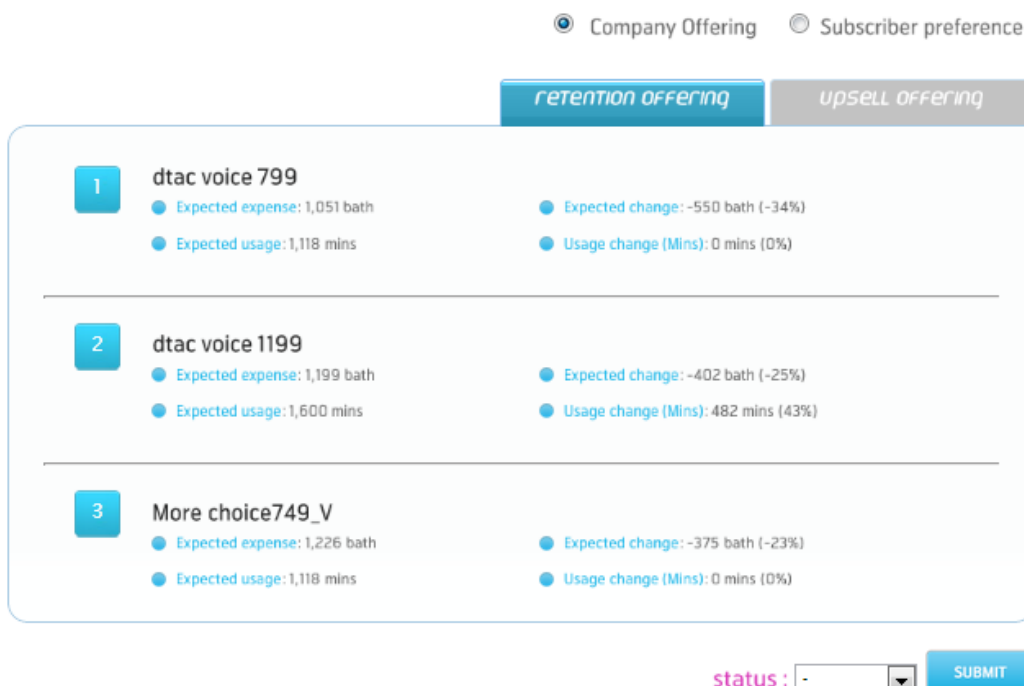 Company Offering Subscriber preference
retention offering upsell offering
1 dtac voice 799
Expected expense: 1,051 bath Expected change: -550 bath (-34%)
Expected usage: 1,118 mins Usage change (Mins): 0 mins (0%)
2 dtac voice 1199
Expected expense: 1,199 bath Expected change: -402 bath (-25%)
Expected usage: 1,600 mins Usage change (Mins): 482 mins (43%)
3 More choice749_V
Expected expense: 1,226 bath Expected change: -375 bath (-23%)
Expected usage: 1,118 mins Usage change (Mins): 0 mins (0%)
status : - SUBMIT